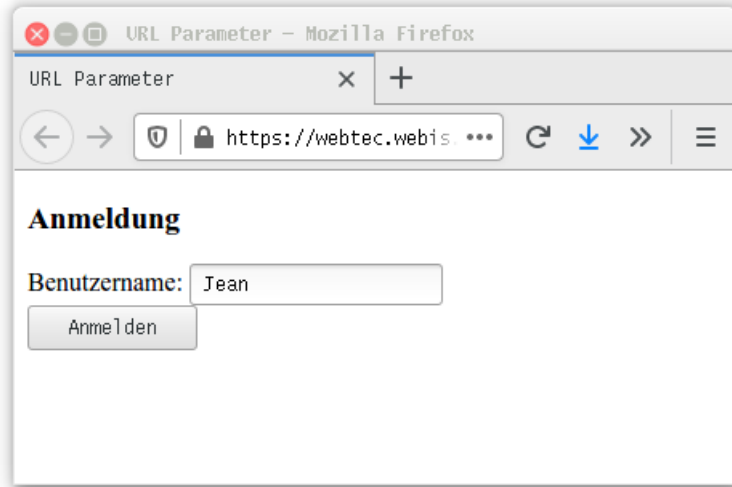 URL Parameter – Mozilla Firefox
URL Parameter
https://webtec.webis.
Anmeldung
Benutzername: Jean
Anmelden